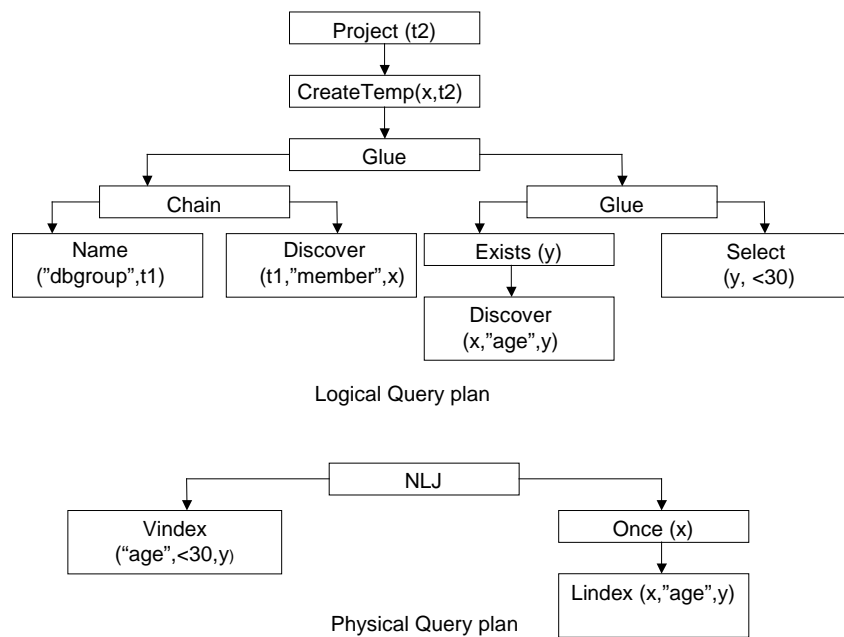 Project (t2)
CreateTemp(x,t2)
Glue
Chain
Glue
Name
(”dbgroup”,t1)
Discover
(t1,”member”,x)
Exists (y)
Select
(y, <30)
Discover
(x,”age”,y)
Logical Query plan
NLJ
Vindex
(“age”,<30,y)
Once (x)
Lindex (x,”age”,y)
Physical Query plan